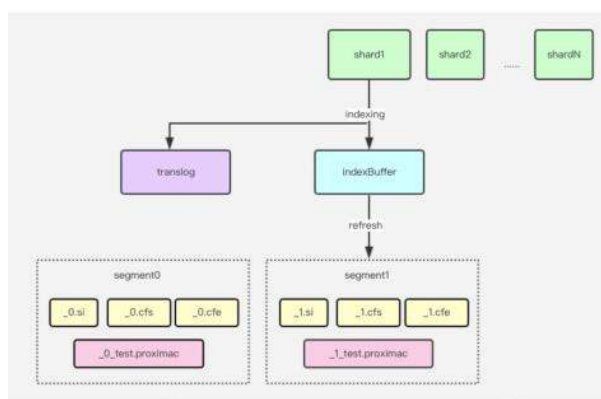 shard1 shard2 ...... shardN
indexing
translog indexBuffer
refresh
segment0 segment1
_0.si _0.cfs _0.cfe _1.si _1.cfs _1.cfe
_0_test.proximac _1_test.proximac